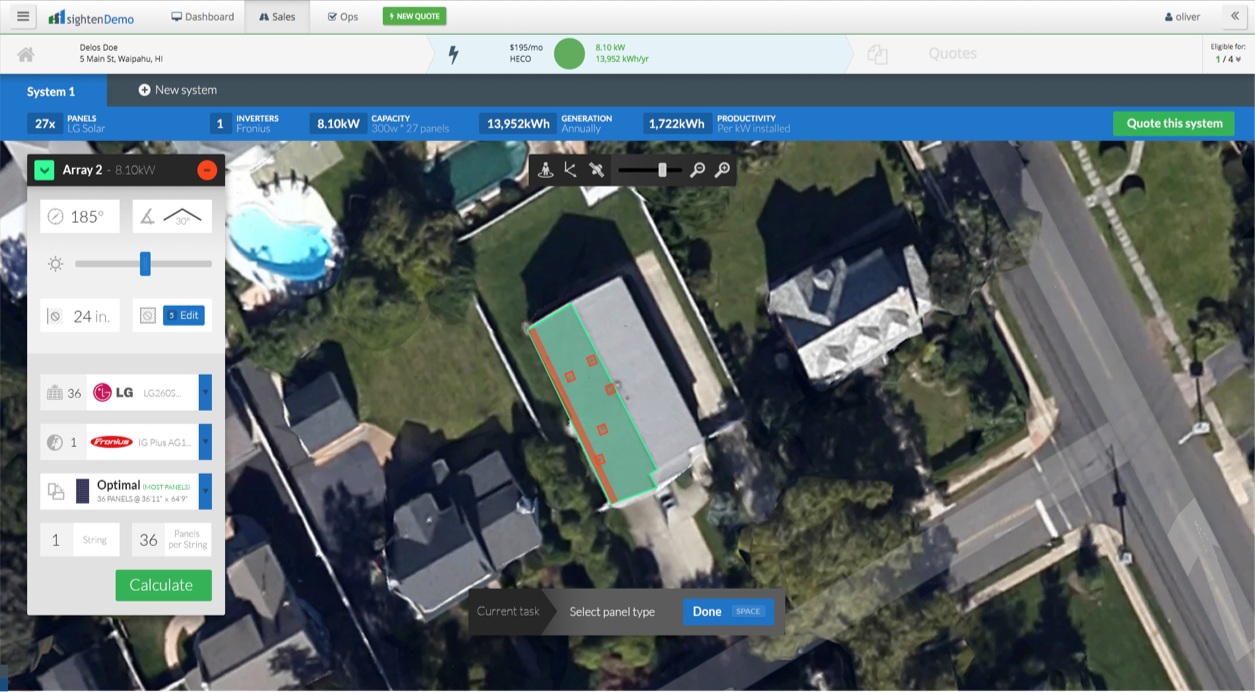 sightenDemo
Dashboard
Sales
Ops
NEW QUOTE
oliver
Delos Doe
5 Main St, Waipahu, HI
$195/mo
HECO
8.10 kW
13,952 kWh/yr
Quotes
Eligible for:
1 / 4
System 1
New system
27x PANELS
LG Solar
1 INVERTERS
Fronius
8.10kW CAPACITY
300w * 27 panels
13,952kWh GENERATION
Annually
1,722kWh PRODUCTIVITY
Per kW installed
Quote this system
Array 2 - 8.10kW
185°
30°
24 in.
5 Edit
36 LG LG260S...
1 Fronius IG Plus AG1...
Optimal (MOST PANELS)
36 PANELS @ 36'11" x 64'9"
1 String
36 Panels
per String
Calculate
Current task
Select panel type
Done SPACE